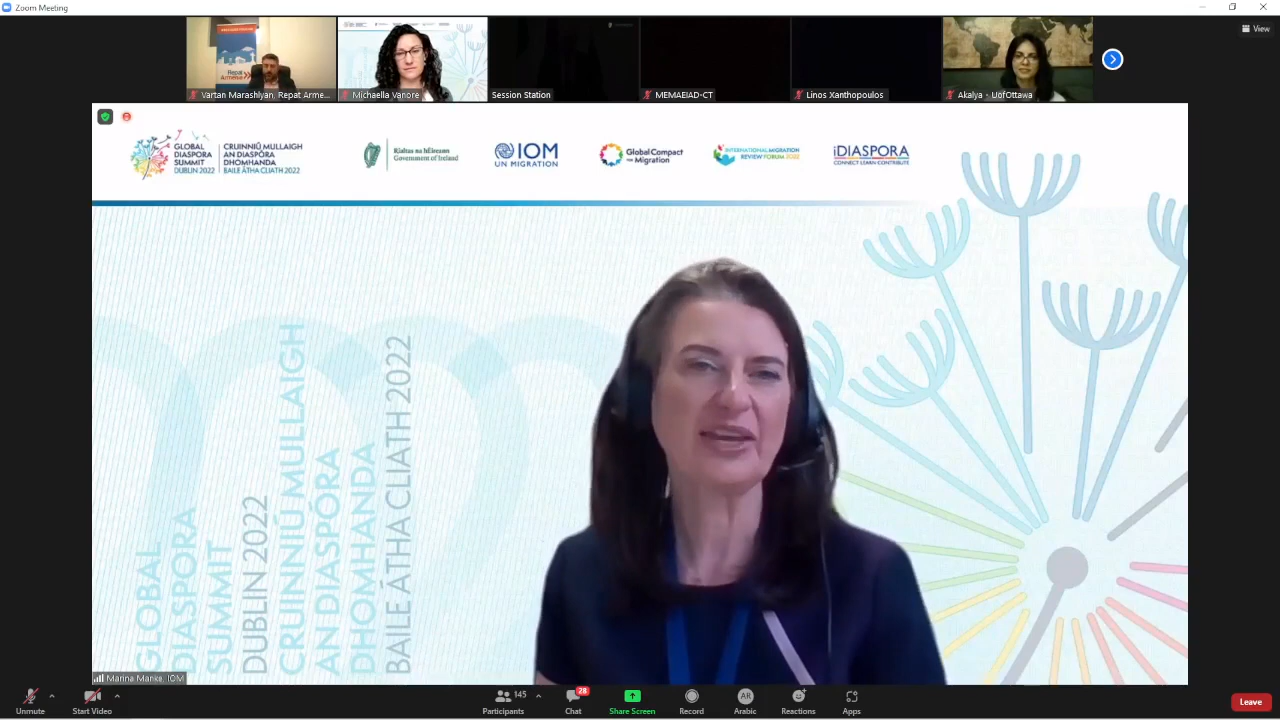 Zoom Meeting
View
Vartan Marashlyan, Repat Arme...
Michaella Vanore
Session Station
MEMAEIAD-CT
Linos Xanthopoulos
Akalya - UofOttawa
GLOBAL
DIASPORA
SUMMIT
DUBLIN 2022
CRUINNIÚ MULLAIGH
AN DIASPÓRA
DHOMHANDA
BAILE ÁTHA CLIATH 2022
Rialtas na hÉireann
Government of Ireland
IOM
UN MIGRATION
Global Compact
for Migration
INTERNATIONAL MIGRATION
REVIEW FORUM 2022
iDIASPORA
CONNECT LEARN CONTRIBUTE
GLOBAL
DIASPORA
SUMMIT
DUBLIN 2022
CRUINNIÚ MULLAIGH
AN DIASPÓRA
DHOMHANDA
BAILE ÁTHA CLIATH 2022
Marina Manke, IOM
Unmute
Start Video
145
Participants
28
Chat
Share Screen
Record
AR
Arabic
Reactions
Apps
Leave